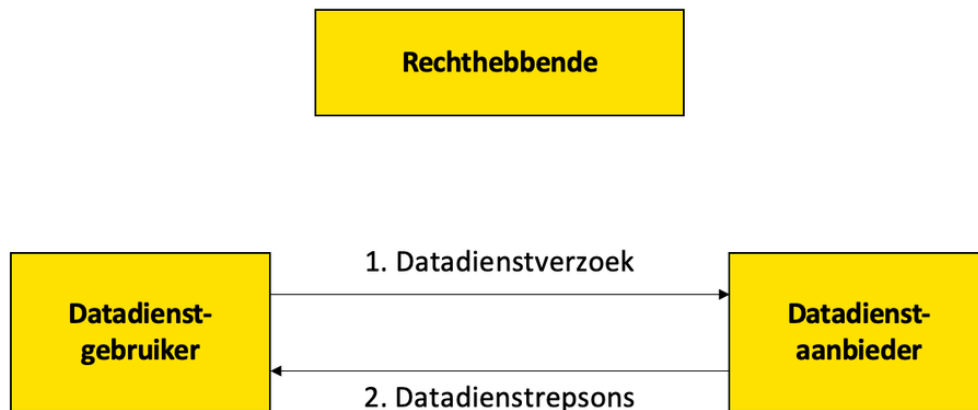 Rechthebbende
1. Datadienstverzoek
Datadienst-
gebruiker
Datadienst-
aanbieder
2. Datadienstrepsons